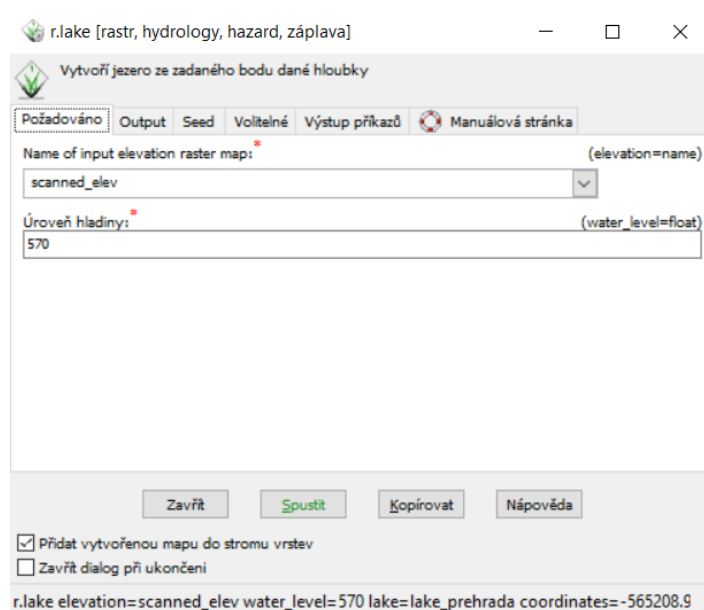 r.lake [rastr, hydrology, hazard, záplava]
Vytvoří jezero ze zadaného bodu dané hloubky
Požadováno Output Seed Volitelné Výstup příkazů Manuálová stránka
Name of input elevation raster map:* (elevation=name)
scanned_elev
Úroveň hladiny:* (water_level=float)
570
Zavřít Spustit Kopírovat Nápověda
Přidat vytvořenou mapu do stromu vrstev
Zavřít dialog při ukončení
r.lake elevation=scanned_elev water_level=570 lake=lake_prehrada coordinates=-565208.9